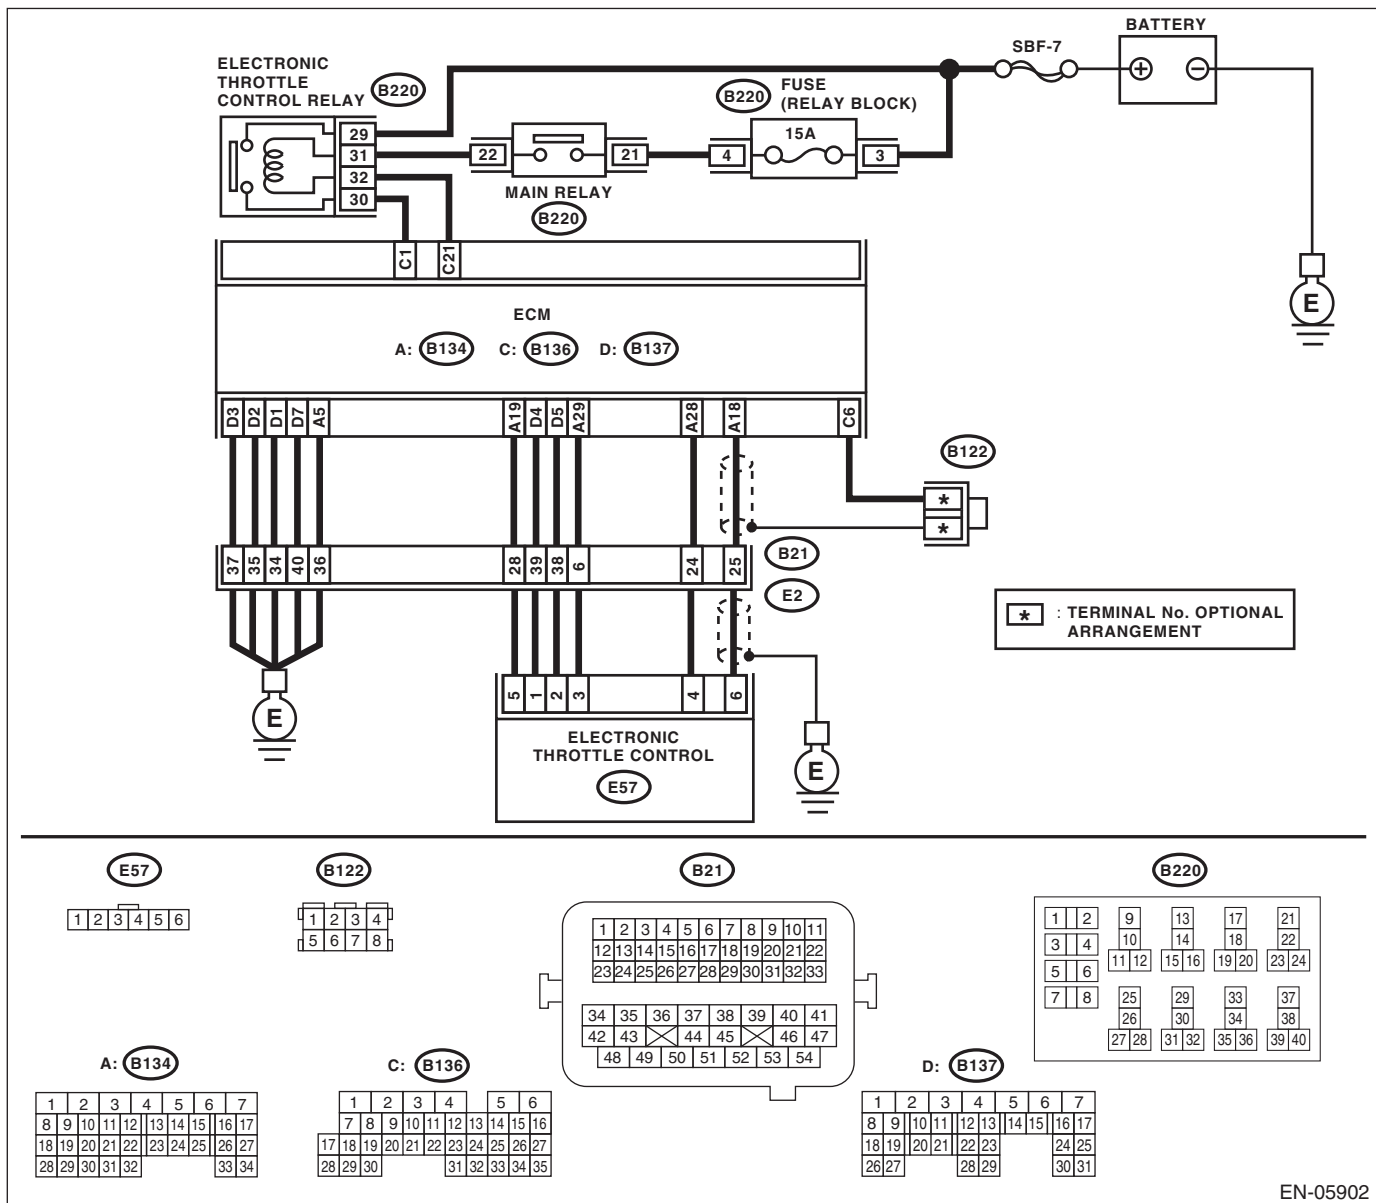 BATTERY
SBF-7
ELECTRONIC
THROTTLE
CONTROL RELAY
B220
B220
FUSE
(RELAY BLOCK)
15A
29
31
32
30
22
21
4
3
MAIN RELAY
B220
C1
C21
E
ECM
A: B134 C: B136 D: B137
D3 D2 D1 D7 A5 A19 D4 D5 A29 A28 A18 C6
B122
*
*
37 35 34 40 36 28 39 38 6 24 25
B21
E2
* : TERMINAL No. OPTIONAL
ARRANGEMENT
5 1 2 3 4 6
E
E
ELECTRONIC
THROTTLE CONTROL
E57
E57
1 2 3 4 5 6
B122
1 2 3 4
5 6 7 8
B21
1 2 3 4 5 6 7 8 9 10 11
12 13 14 15 16 17 18 19 20 21 22
23 24 25 26 27 28 29 30 31 32 33
34 35 36 37 38 39 40 41
42 43 44 45 46 47
48 49 50 51 52 53 54
B220
1 2 9 13 17 21
3 4 10 14 18 22
11 12 15 16 19 20 23 24
5 6
7 8 25 29 33 37
26 30 34 38
27 28 31 32 35 36 39 40
A: B134
1 2 3 4 5 6 7
8 9 10 11 12 13 14 15 16 17
18 19 20 21 22 23 24 25 26 27
28 29 30 31 32 33 34
C: B136
1 2 3 4 5 6
7 8 9 10 11 12 13 14 15 16
17 18 19 20 21 22 23 24 25 26 27
28 29 30 31 32 33 34 35
D: B137
1 2 3 4 5 6 7
8 9 10 11 12 13 14 15 16 17
18 19 20 21 22 23 24 25
26 27 28 29 30 31
EN-05902